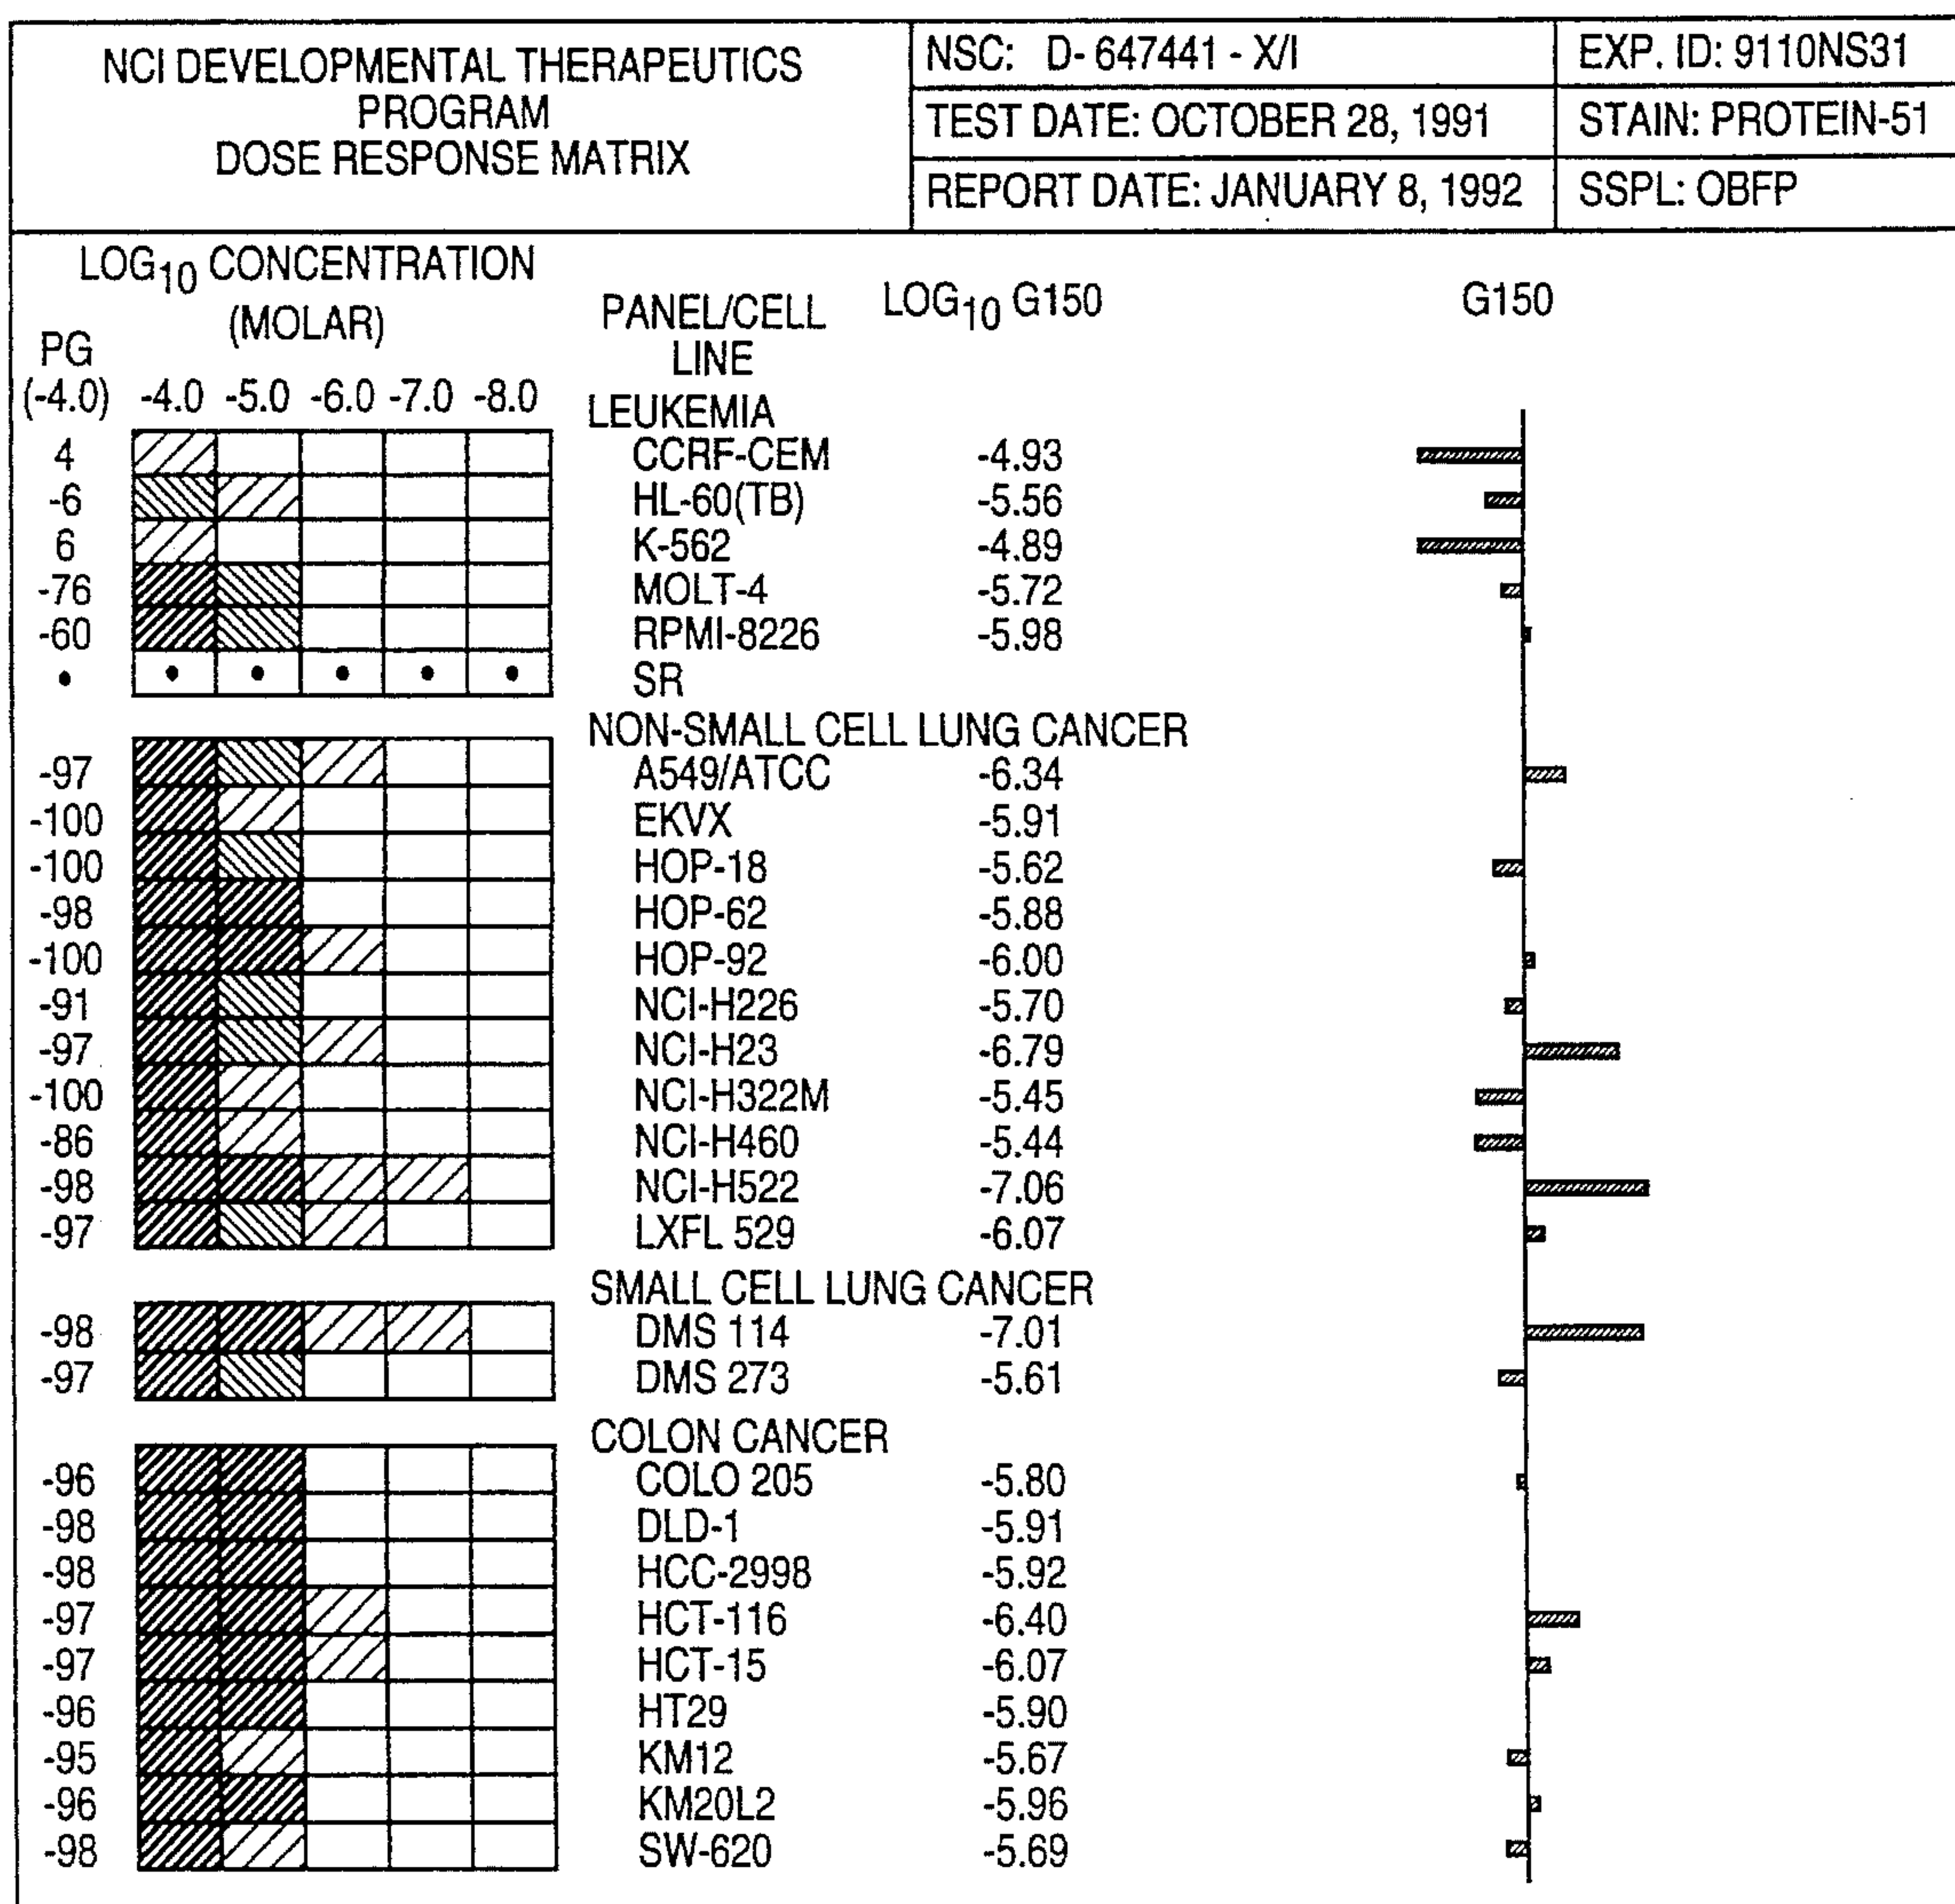 NCI DEVELOPMENTAL THERAPEUTICS
PROGRAM
DOSE RESPONSE MATRIX
NSC: D- 647441 - X/I
EXP. ID: 9110NS31
TEST DATE: OCTOBER 28, 1991
STAIN: PROTEIN-51
REPORT DATE: JANUARY 8, 1992
SSPL: OBFP
LOG10 CONCENTRATION
(MOLAR)
PANEL/CELL
LINE
LOG10 G150
G150
PG
(-4.0) -4.0 -5.0 -6.0 -7.0 -8.0
LEUKEMIA
4 CCRF-CEM -4.93
-6 HL-60(TB) -5.56
6 K-562 -4.89
-76 MOLT-4 -5.72
-60 RPMI-8226 -5.98
• • • • • • SR
NON-SMALL CELL LUNG CANCER
-97 A549/ATCC -6.34
-100 EKVX -5.91
-100 HOP-18 -5.62
-98 HOP-62 -5.88
-100 HOP-92 -6.00
-91 NCI-H226 -5.70
-97 NCI-H23 -6.79
-100 NCI-H322M -5.45
-86 NCI-H460 -5.44
-98 NCI-H522 -7.06
-97 LXFL 529 -6.07
SMALL CELL LUNG CANCER
-98 DMS 114 -7.01
-97 DMS 273 -5.61
COLON CANCER
-96 COLO 205 -5.80
-98 DLD-1 -5.91
-98 HCC-2998 -5.92
-97 HCT-116 -6.40
-97 HCT-15 -6.07
-96 HT29 -5.90
-95 KM12 -5.67
-96 KM20L2 -5.96
-98 SW-620 -5.69